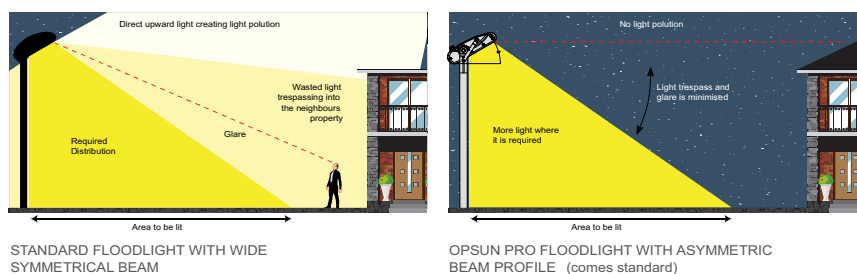 Direct upward light creating light polution
Wasted light
trespassing into
the neighbours
property
Glare
Required
Distribution
Area to be lit
STANDARD FLOODLIGHT WITH WIDE
SYMMETRICAL BEAM
No light polution
Light trespass and
glare is minimised
More light where
it is required
Area to be lit
OPSUN PRO FLOODLIGHT WITH ASYMMETRIC
BEAM PROFILE (comes standard)